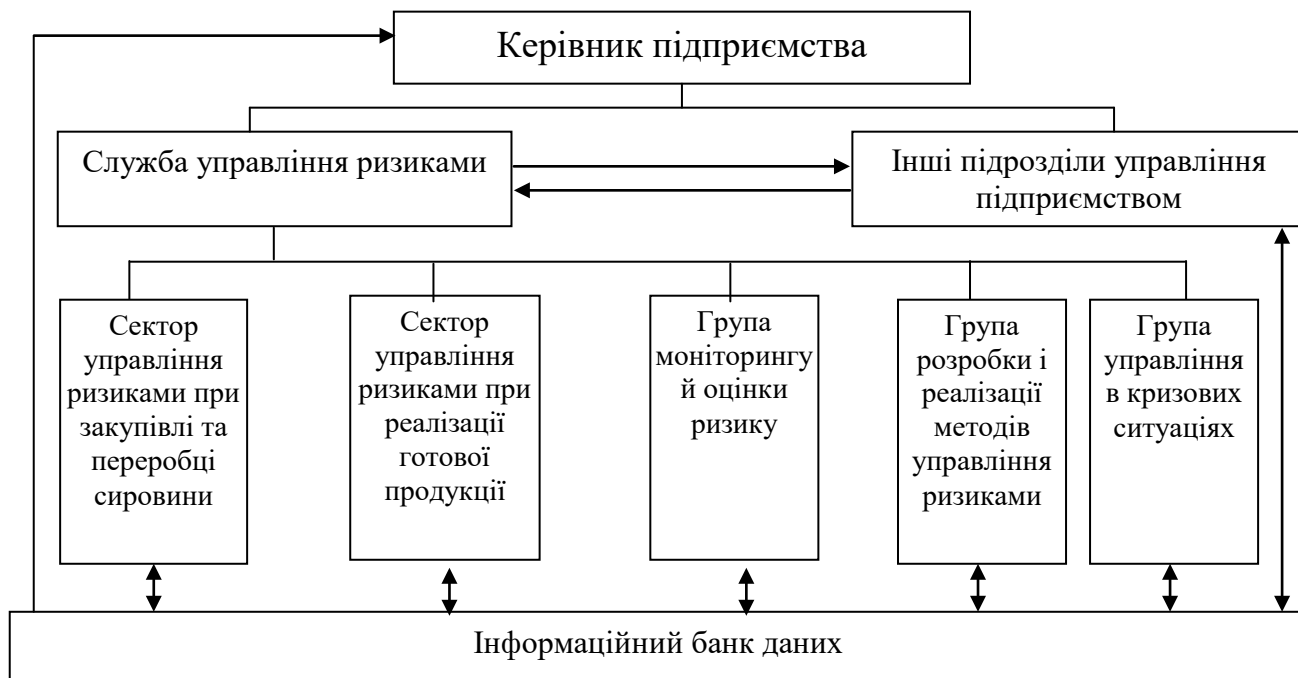 Керівник підприємства
Служба управління ризиками
Інші підрозділи управління
підприємством
Сектор
управління
ризиками при
закупівлі та
переробці
сировини
Сектор
управління
ризиками при
реалізації
готової
продукції
Група
моніторингу
й оцінки
ризику
Група
розробки і
реалізації
методів
управління
ризиками
Група
управління
в кризових
ситуаціях
Інформаційний банк даних